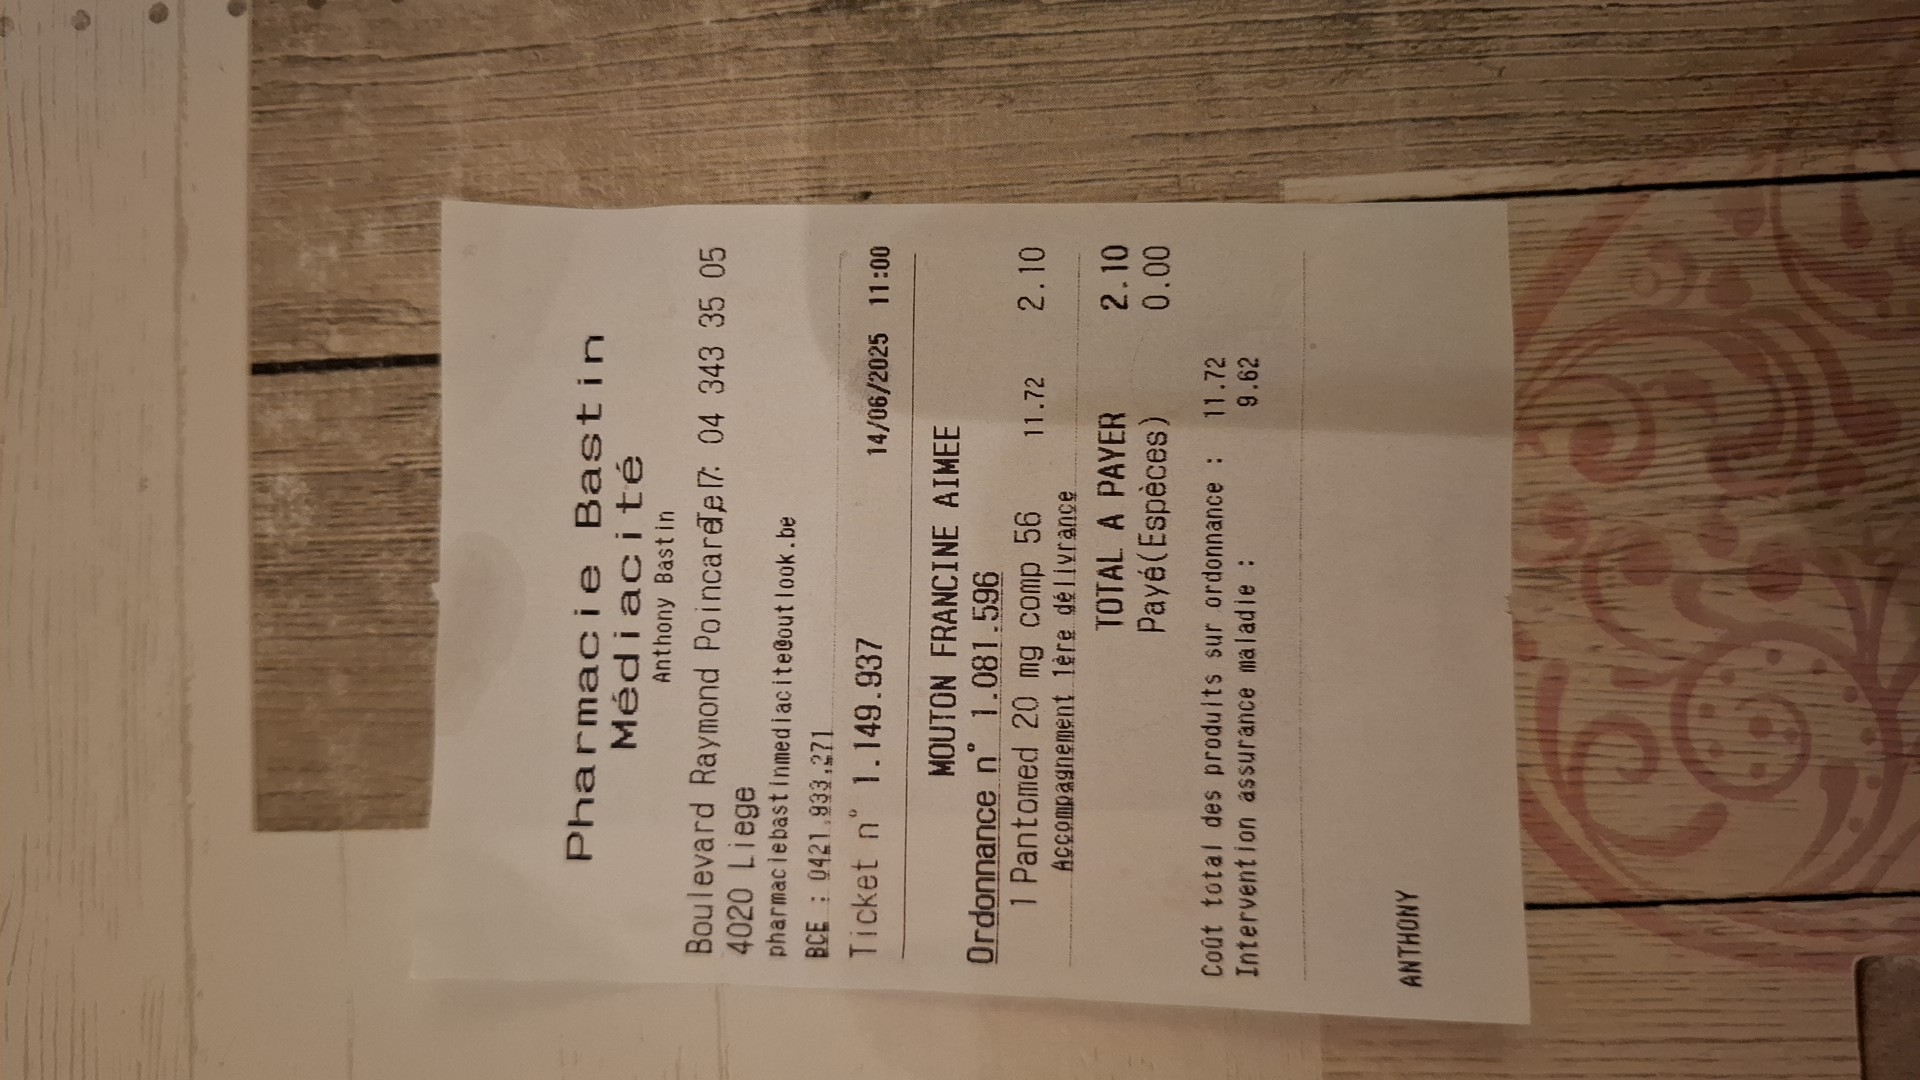 Pharmacie Bastin
Médiacité
Anthony Bastin
Boulevard Raymond Poincaré, 7 Tel: 04 343 35 05
4020 Liege
pharmaciebastinmediacite@outlook.be
BCE : 0421.933.271
Ticket n° 1.149.937 14/06/2025 11:00
MOUTON FRANCINE AIMEE
Ordonnance n° 1.081.596
1 Pantomed 20 mg comp 56 11.72 2.10
Accompagnement 1ère délivrance
TOTAL A PAYER 2.10
Payé(Espèces) 0.00
Coût total des produits sur ordonnance : 11.72
Intervention assurance maladie : 9.62
ANTHONY